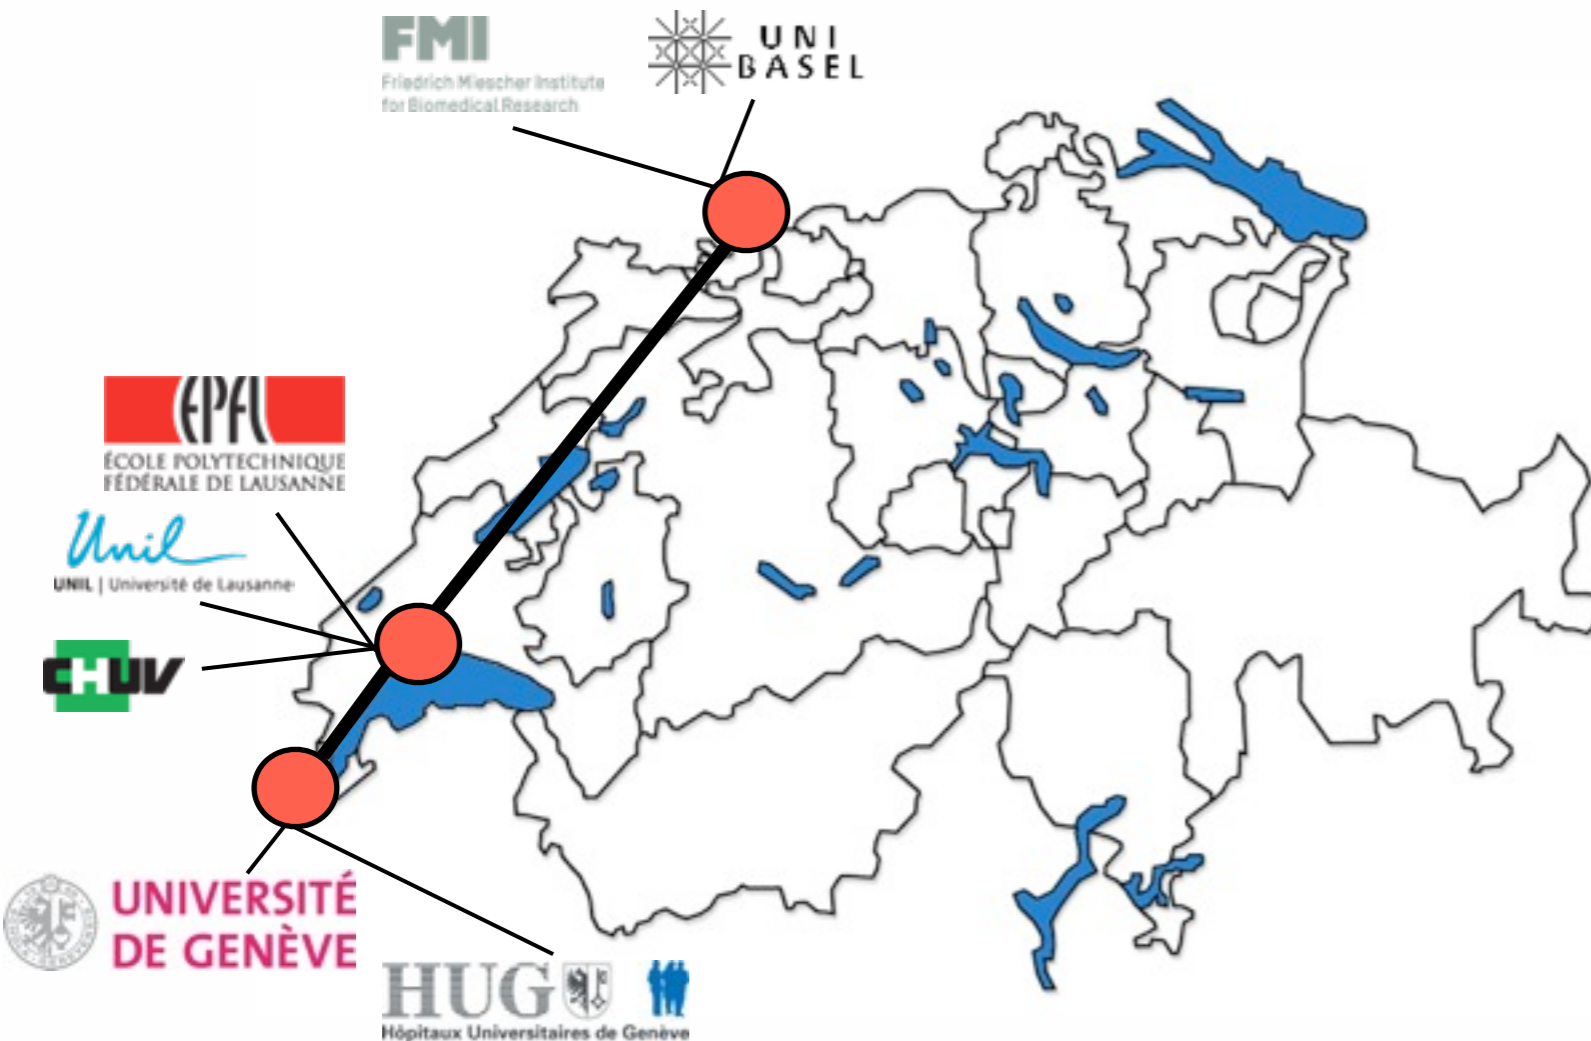 FMI
Friedrich Miescher Institute
for Biomedical Research
UNI
BASEL
EPFL
ÉCOLE POLYTECHNIQUE
FÉDÉRALE DE LAUSANNE
Unil
UNIL | Université de Lausanne
CHUV
UNIVERSITÉ
DE GENÈVE
HUG
Hôpitaux Universitaires de Genève